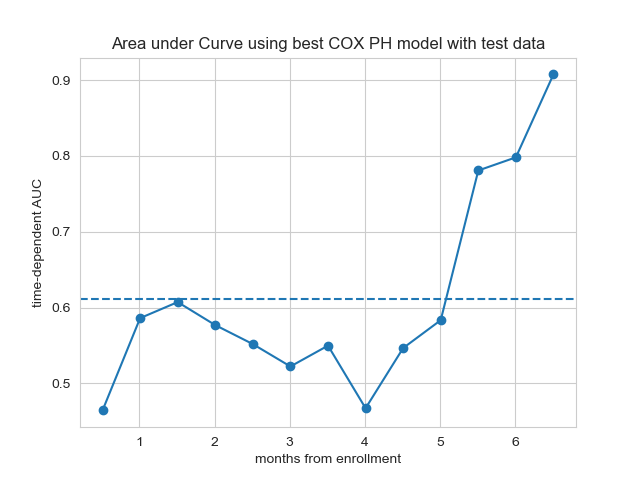 Area under Curve using best COX PH model with test data
time-dependent AUC
0.9
0.8
0.7
0.6
0.5
1 2 3 4 5 6
months from enrollment